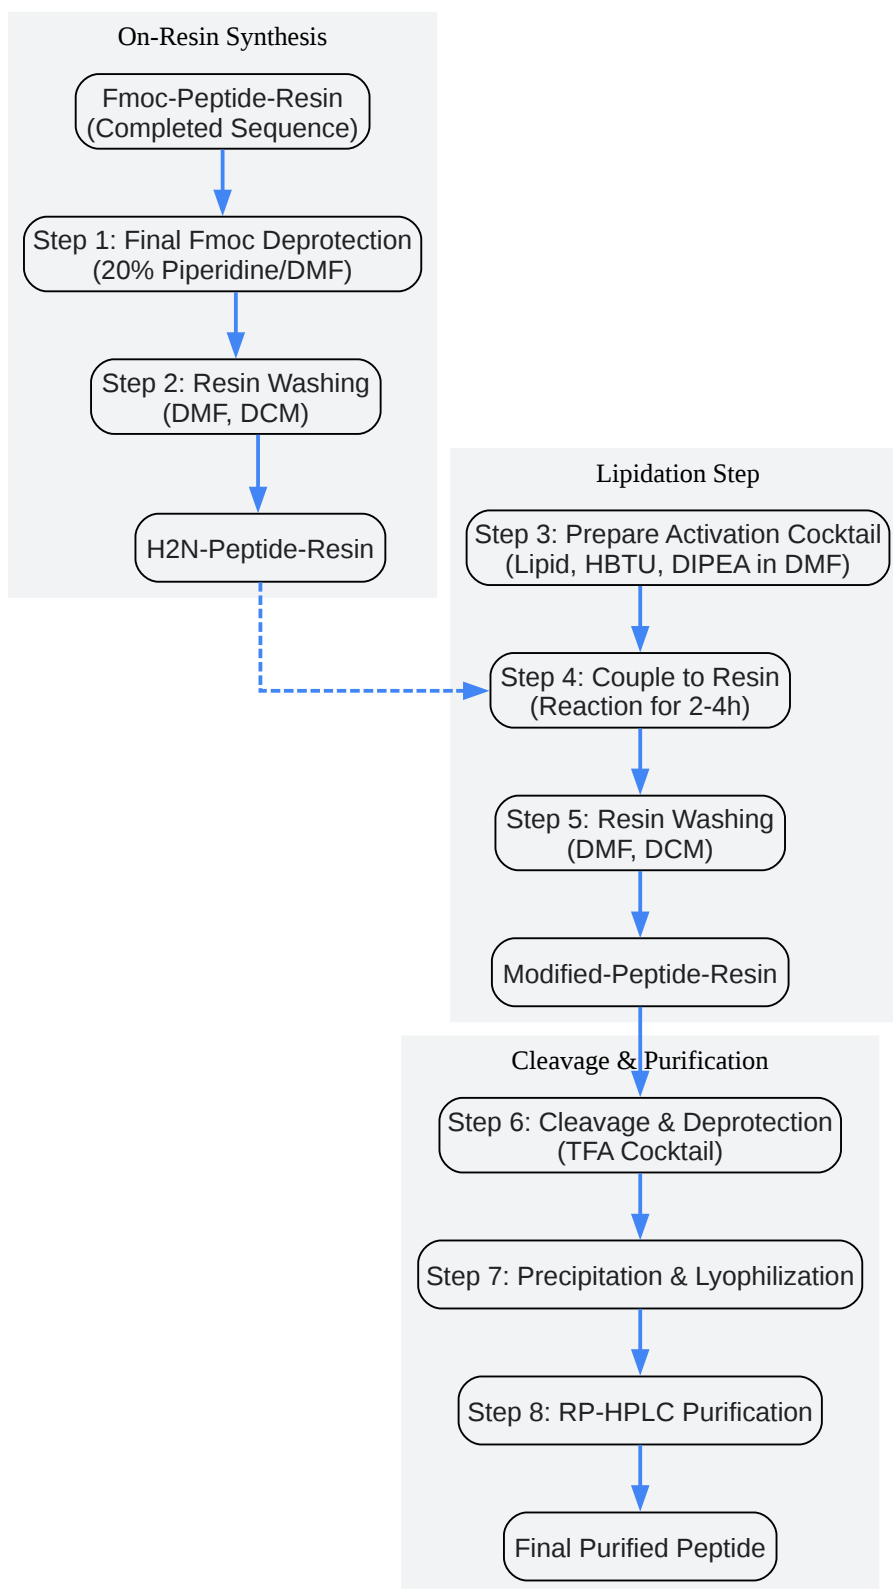 On-Resin Synthesis
Fmoc-Peptide-Resin
(Completed Sequence)
Step 1: Final Fmoc Deprotection
(20% Piperidine/DMF)
Step 2: Resin Washing
(DMF, DCM)
H2N-Peptide-Resin
Lipidation Step
Step 3: Prepare Activation Cocktail
(Lipid, HBTU, DIPEA in DMF)
Step 4: Couple to Resin
(Reaction for 2-4h)
Step 5: Resin Washing
(DMF, DCM)
Modified-Peptide-Resin
Cleavage & Purification
Step 6: Cleavage & Deprotection
(TFA Cocktail)
Step 7: Precipitation & Lyophilization
Step 8: RP-HPLC Purification
Final Purified Peptide